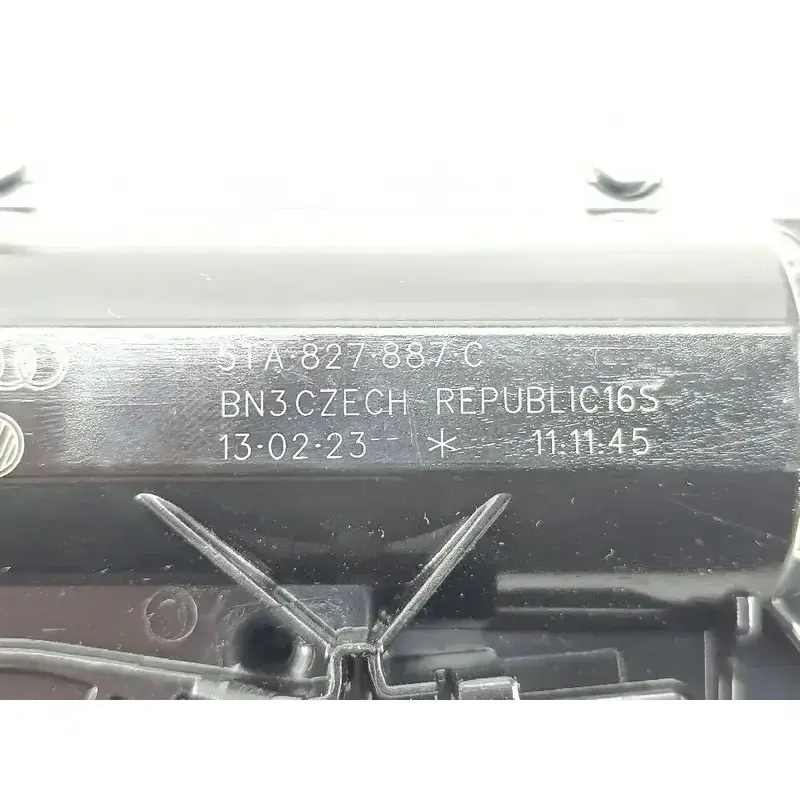 5TA·827·887·C
BN3CZECH REPUBLIC16S
13·02·23 * 11:11:45